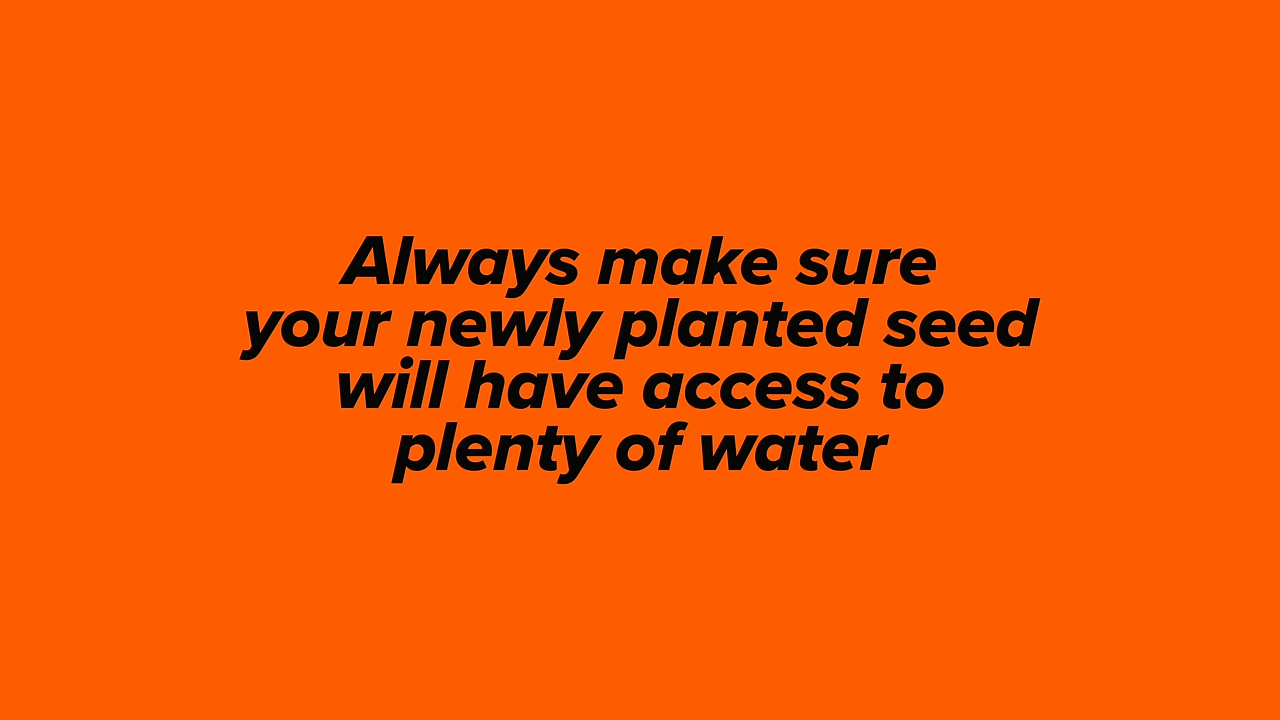 Always make sure
your newly planted seed
will have access to
plenty of water